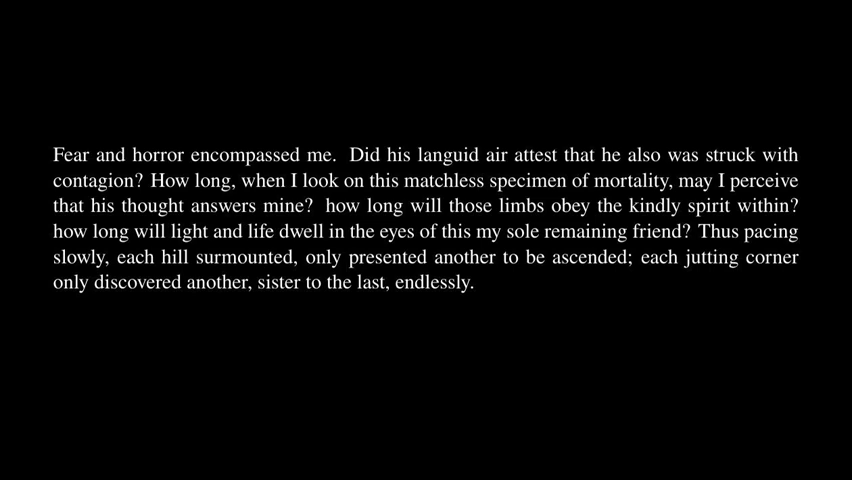 Fear and horror encompassed me. Did his languid air attest that he also was struck with
contagion? How long, when I look on this matchless specimen of mortality, may I perceive
that his thought answers mine? how long will those limbs obey the kindly spirit within?
how long will light and life dwell in the eyes of this my sole remaining friend? Thus pacing
slowly, each hill surmounted, only presented another to be ascended; each jutting corner
only discovered another, sister to the last, endlessly.